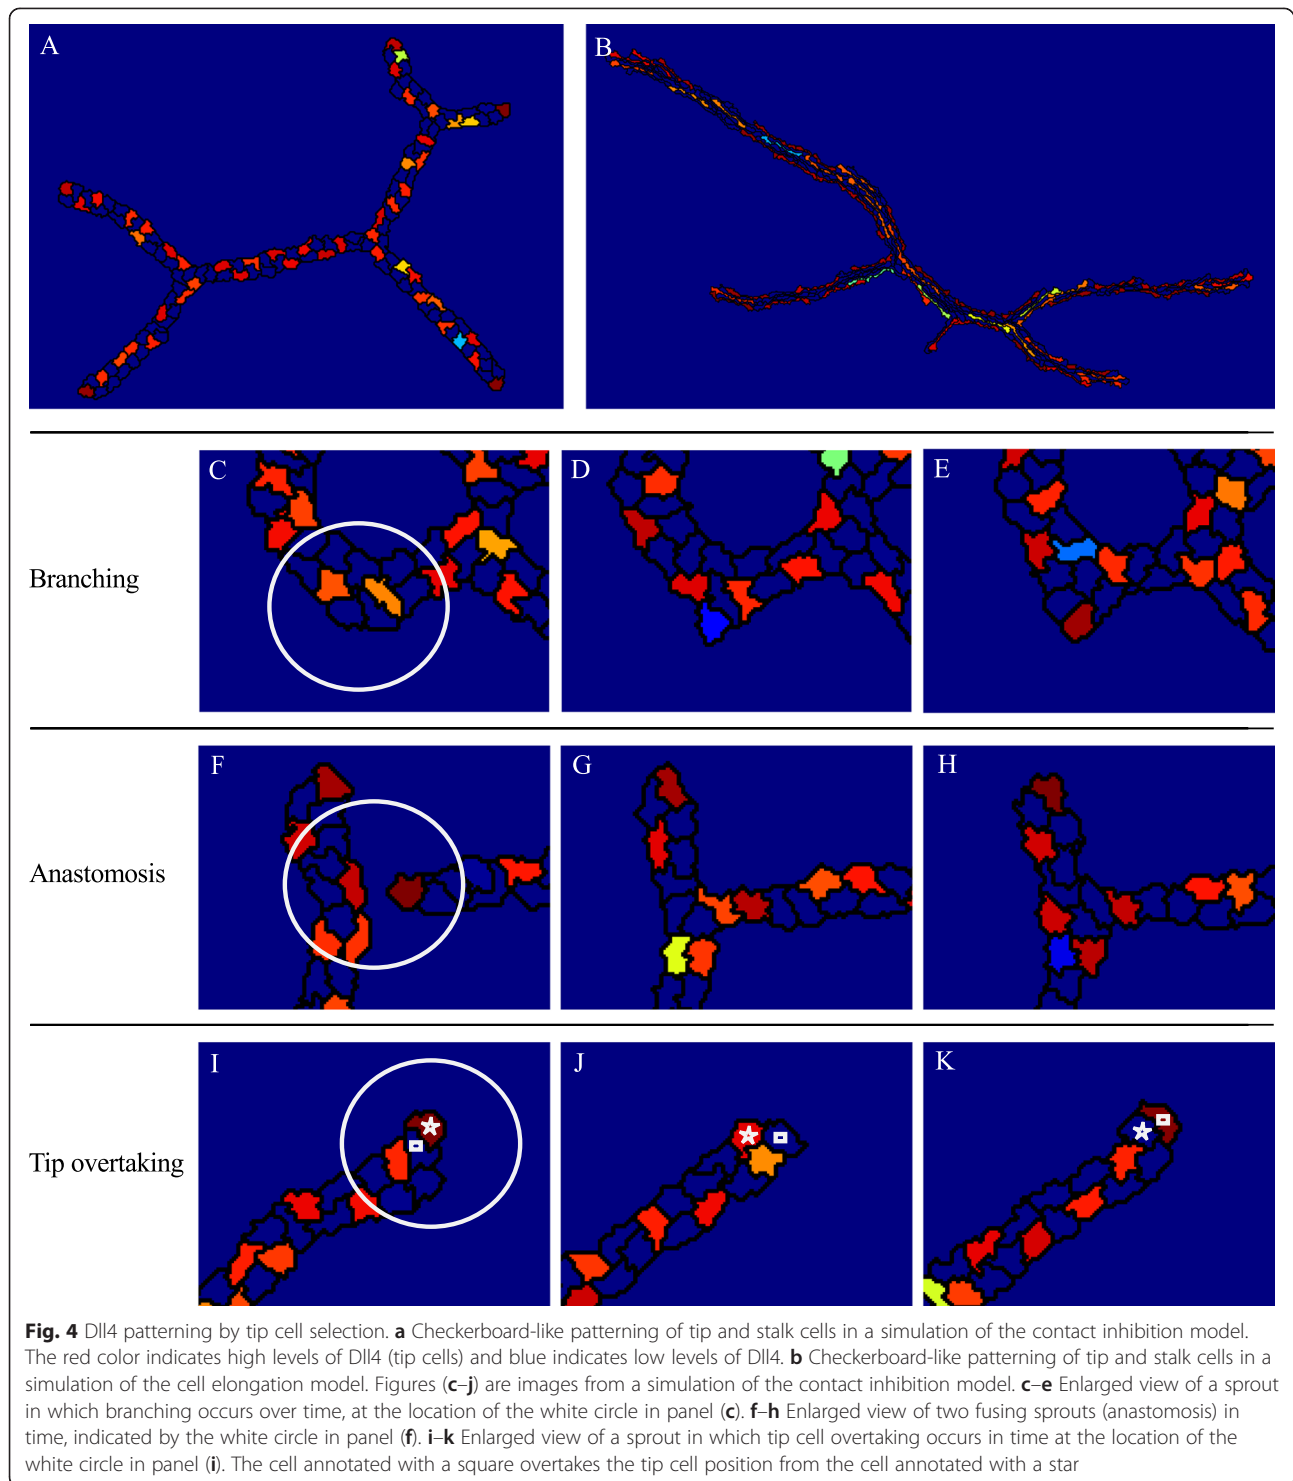 A
B
Branching
C
D
E
Anastomosis
F
G
H
Tip overtaking
I
J
K
Fig. 4 Dll4 patterning by tip cell selection. a Checkerboard-like patterning of tip and stalk cells in a simulation of the contact inhibition model.
The red color indicates high levels of Dll4 (tip cells) and blue indicates low levels of Dll4. b Checkerboard-like patterning of tip and stalk cells in a
simulation of the cell elongation model. Figures (c–j) are images from a simulation of the contact inhibition model. c–e Enlarged view of a sprout
in which branching occurs over time, at the location of the white circle in panel (c). f–h Enlarged view of two fusing sprouts (anastomosis) in
time, indicated by the white circle in panel (f). i–k Enlarged view of a sprout in which tip cell overtaking occurs in time at the location of the
white circle in panel (i). The cell annotated with a square overtakes the tip cell position from the cell annotated with a star